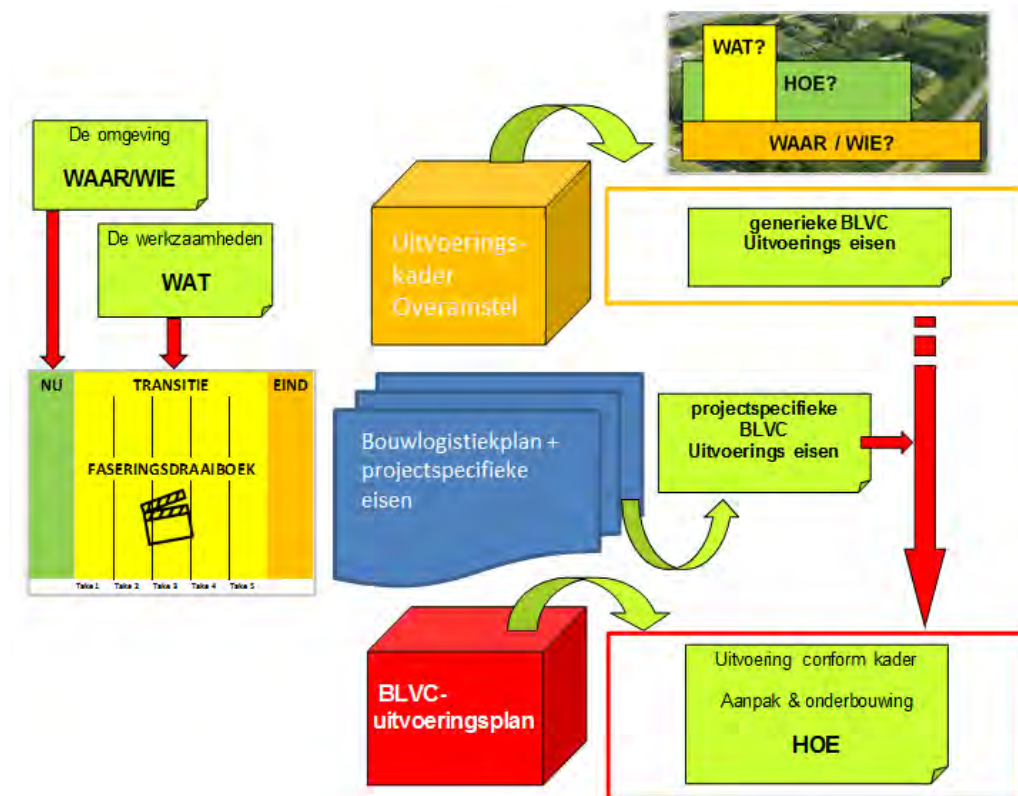 De omgeving
WAAR/WIE
De werkzaamheden
WAT
NU
TRANSITIE
EIND
FASERINGSDRAAIBOEK
Take 1
Take 2
Take 3
Take 4
Take 5
Uitvoerings-
kader
Overamstel
WAT?
HOE?
WAAR / WIE?
generieke BLVC
Uitvoerings eisen
Bouwlogistiekplan +
projectspecifieke
eisen
projectspecifieke
BLVC
Uitvoerings eisen
BLVC-
uitvoeringsplan
Uitvoering conform kader
Aanpak & onderbouwing
HOE